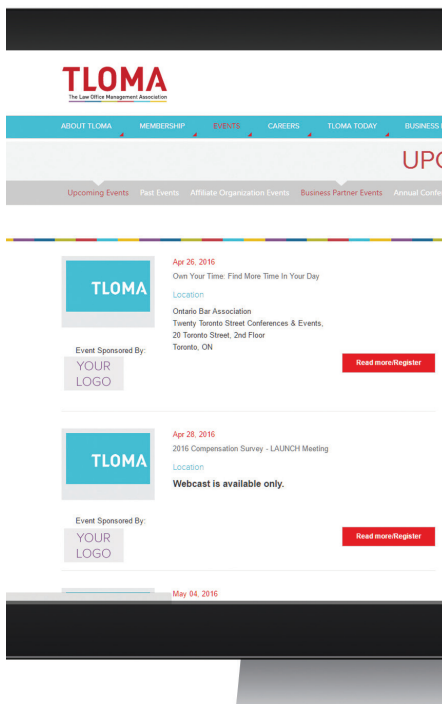 TLOMA
The Law Office Management Association
ABOUT TLOMA MEMBERSHIP EVENTS CAREERS TLOMA TODAY BUSINESS
UPC
Upcoming Events Past Events Affiliate Organization Events Business Partner Events Annual Confe
Apr 26, 2016
Own Your Time: Find More Time In Your Day
TLOMA
Location
Ontario Bar Association
Twenty Toronto Street Conferences & Events,
20 Toronto Street, 2nd Floor
Toronto, ON
Event Sponsored By:
YOUR
LOGO
Read more/Register
Apr 28, 2016
2016 Compensation Survey - LAUNCH Meeting
TLOMA
Location
Webcast is available only.
Event Sponsored By:
YOUR
LOGO
Read more/Register
May 04, 2016